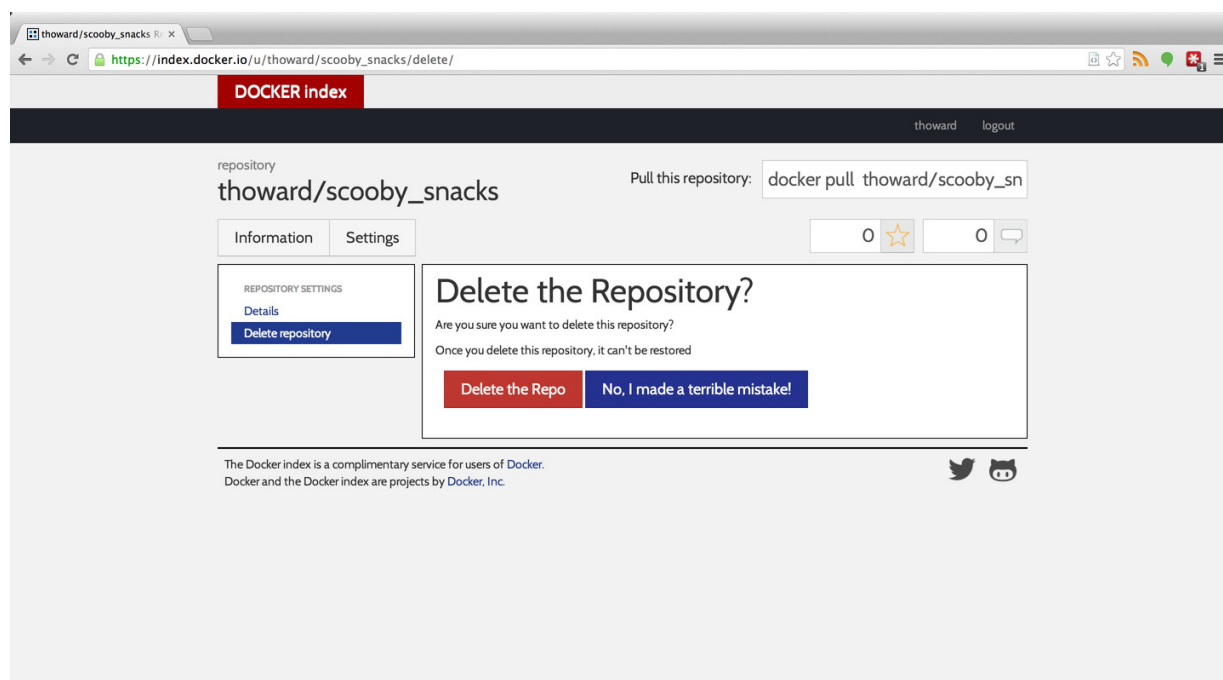 thoward/scooby_snacks R
https://index.docker.io/u/thoward/scooby_snacks/delete/
DOCKER index
thoward logout
repository
thoward/scooby_snacks
Pull this repository: docker pull thoward/scooby_sn
Information Settings
0 0
REPOSITORY SETTINGS
Details
Delete repository
Delete the Repository?
Are you sure you want to delete this repository?
Once you delete this repository, it can't be restored
Delete the Repo No, I made a terrible mistake!
The Docker index is a complimentary service for users of Docker.
Docker and the Docker index are projects by Docker, Inc.